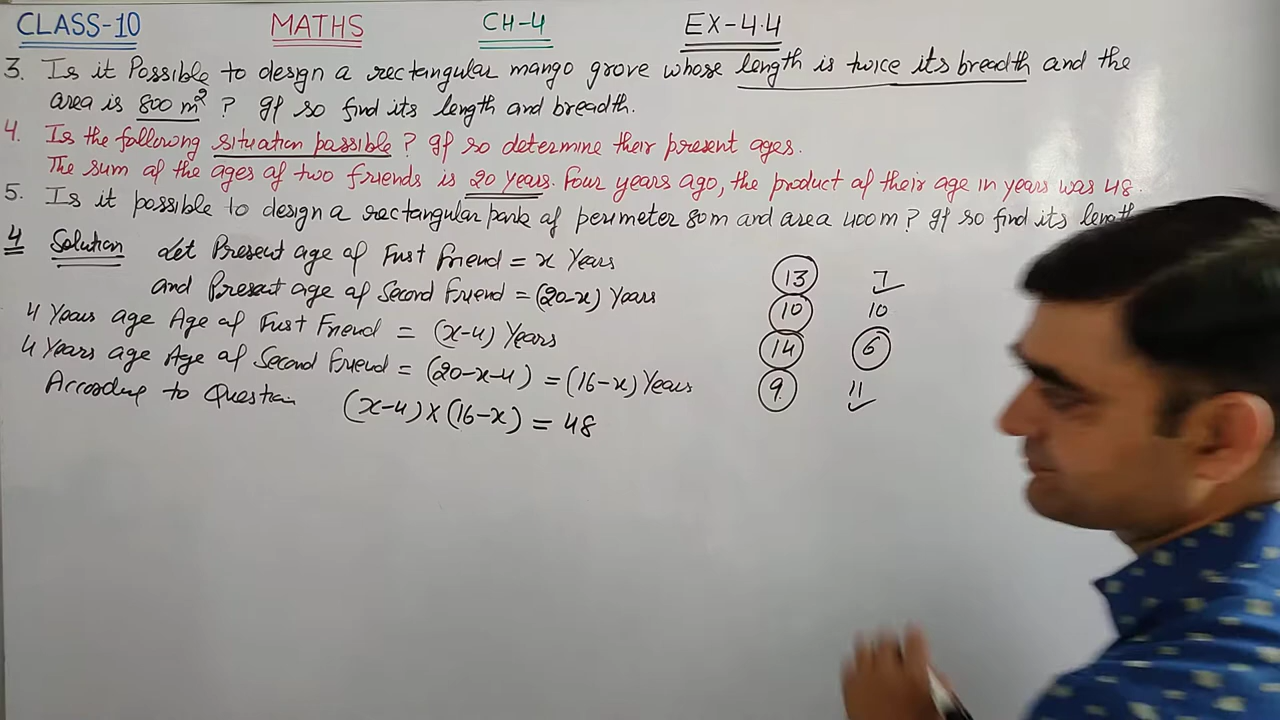 CLASS-10 MATHS CH-4 EX-4.4
3. Is it Possible to design a rectangular mango grove whose length is twice its breadth and the
area is 800 m² ? If so find its length and breadth.
4. Is the following situation possible ? If so determine their present ages.
The sum of the ages of two friends is 20 years. Four years ago, the product of their age in years was 48.
5. Is it possible to design a rectangular park of perimeter 80m and area 400m ? If so find its length
4 Solution Let Present age of First friend = x Years
and Present age of Second Friend = (20-x) Years
4 Years age Age of First Friend = (x-4) Years
4 Years age Age of Second Friend = (20-x-4) = (16-x) Years
According to Question (x-4) × (16-x) = 48
13 7
10 10
14 6
9 11